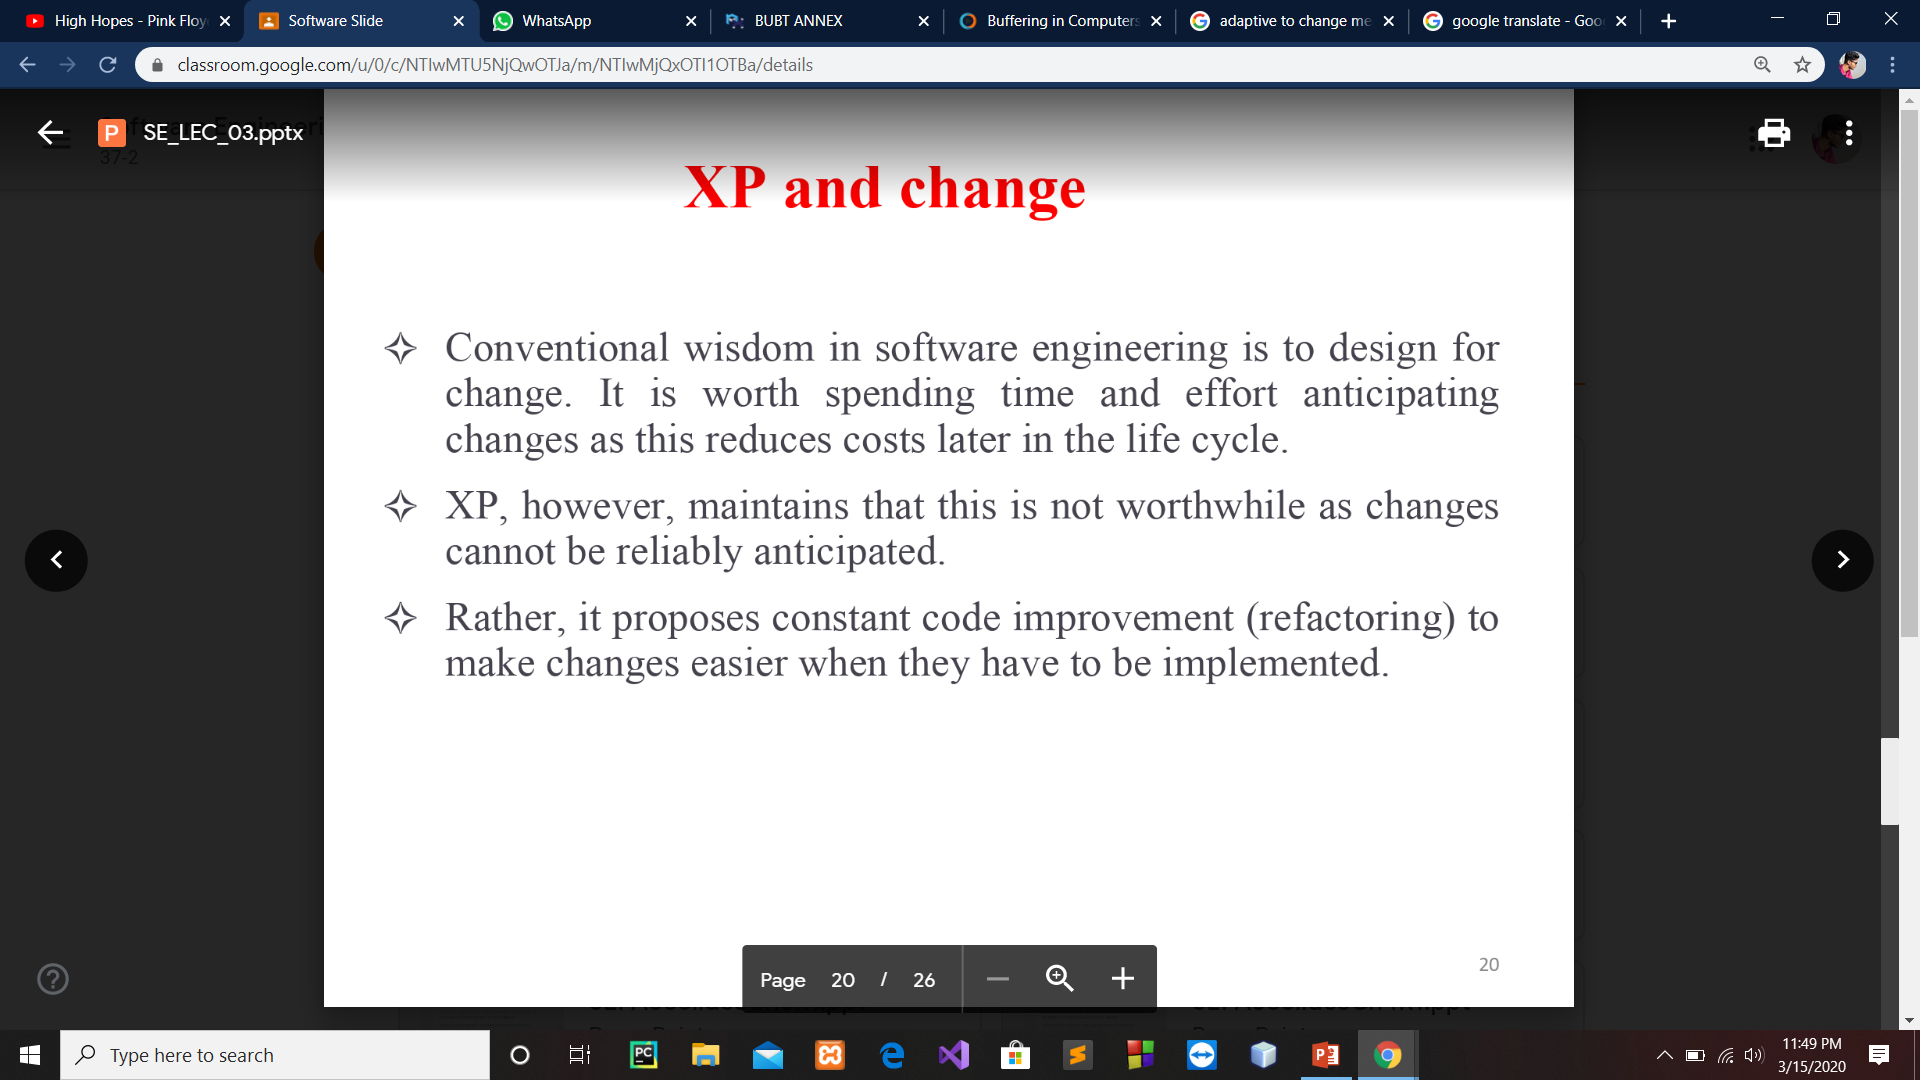 High Hopes - Pink Floy
Software Slide
WhatsApp
BUBT ANNEX
Buffering in Computers
adaptive to change me
google translate - Goo
classroom.google.com/u/0/c/NTIwMTU5NjQwOTJa/m/NTIwMjQxOTI1OTBa/details
SE_LEC_03.pptx
37-2
XP and change
✧ Conventional wisdom in software engineering is to design for
change. It is worth spending time and effort anticipating
changes as this reduces costs later in the life cycle.
✧ XP, however, maintains that this is not worthwhile as changes
cannot be reliably anticipated.
✧ Rather, it proposes constant code improvement (refactoring) to
make changes easier when they have to be implemented.
20
Page 20 / 26
Type here to search
11:49 PM
3/15/2020